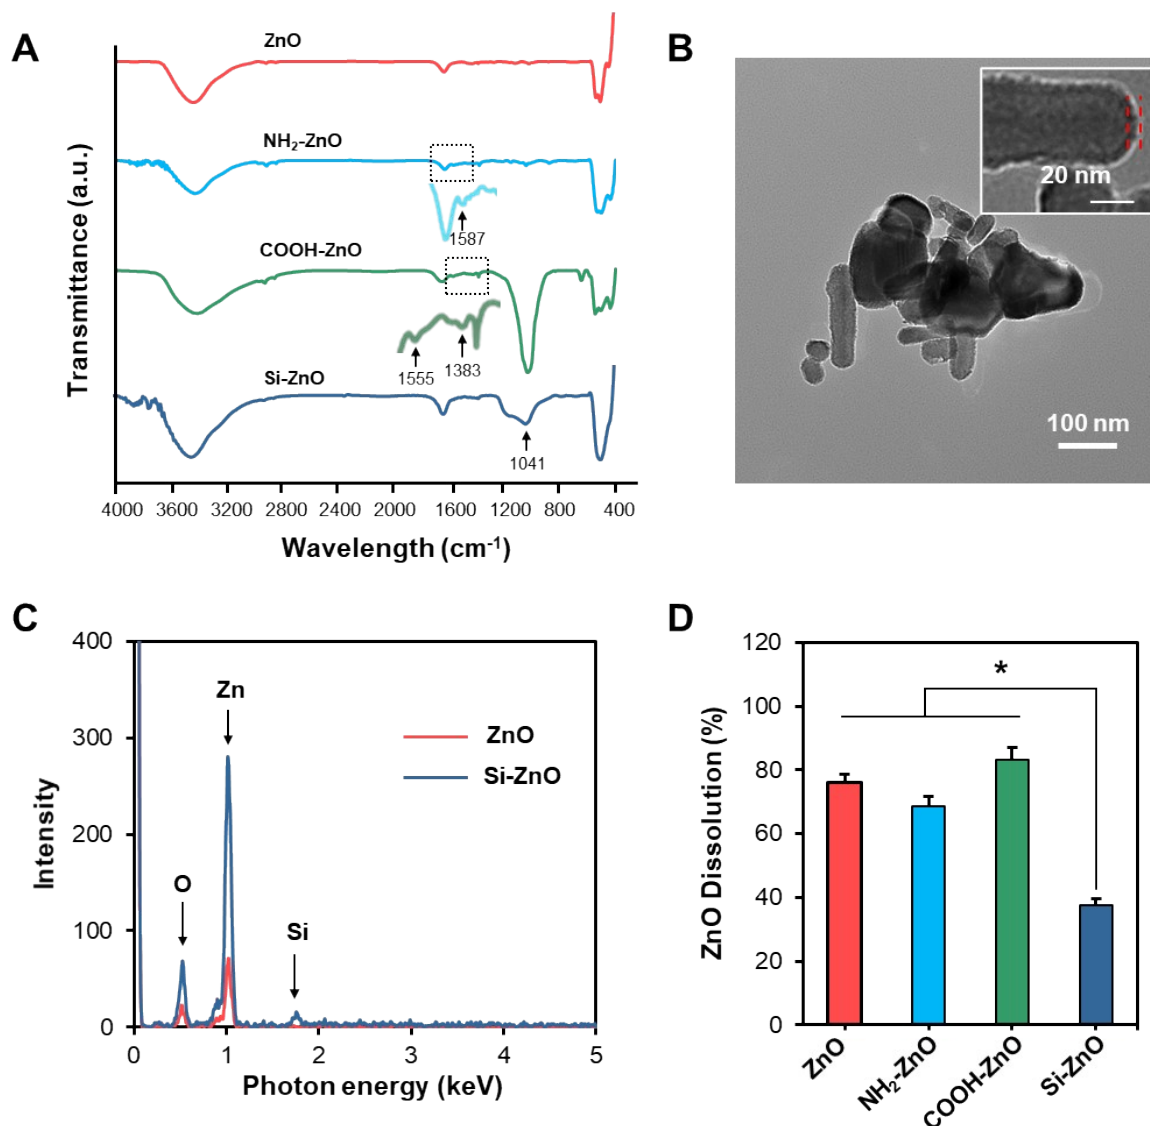 A
ZnO
NH₂-ZnO
1587
COOH-ZnO
1555
1383
Si-ZnO
1041
Transmittance (a.u.)
4000 3600 3200 2800 2400 2000 1600 1200 800 400
Wavelength (cm⁻¹)
B
20 nm
100 nm
C
400
300
200
100
0
Intensity
O
Zn
Si
ZnO
Si-ZnO
0 1 2 3 4 5
Photon energy (keV)
D
120
100
80
60
40
20
0
ZnO Dissolution (%)
*
ZnO
NH₂-ZnO
COOH-ZnO
Si-ZnO